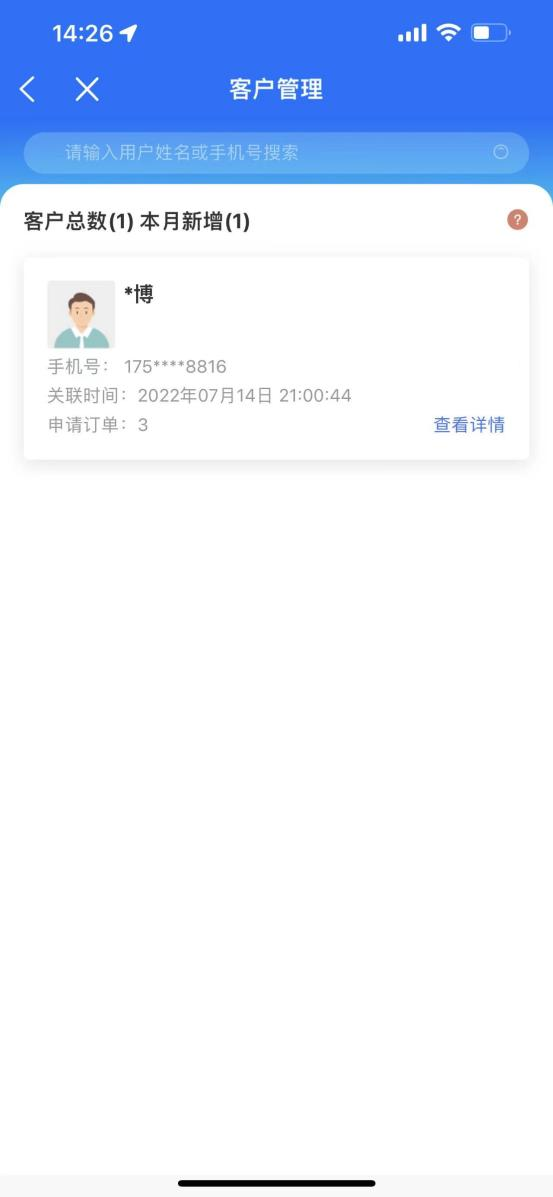 14:26
客户管理
请输入用户姓名或手机号搜索
客户总数(1) 本月新增(1)
?
*博
手机号： 175****8816
关联时间：2022年07月14日 21:00:44
申请订单：3
查看详情